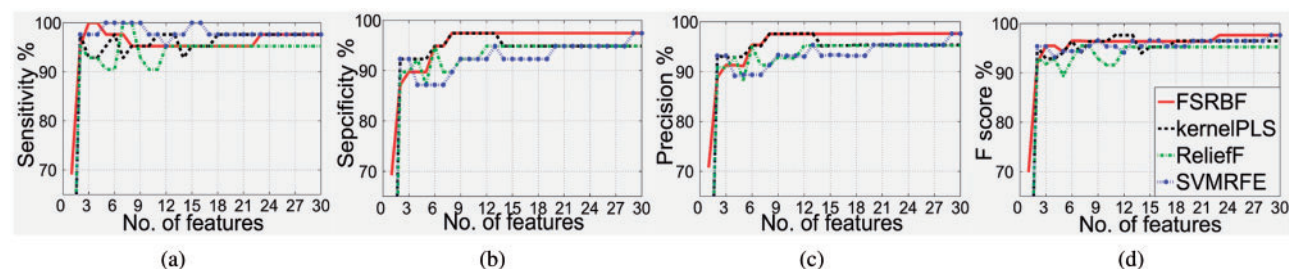 100
90
80
70
Sensitivity %
0 3 6 9 12 15 18 21 24 27 30
No. of features
(a)
100
90
80
70
Sepcificity %
0 3 6 9 13 15 18 21 24 27 30
No. of features
(b)
100
90
80
70
Precision %
0 3 6 9 12 15 18 21 24 27 30
No. of features
(c)
100
90
80
70
F score %
0 3 6 9 12 15 18 21 24 27 30
No. of features
(d)
FSRBF
kernelPLS
ReliefF
SVMRFE